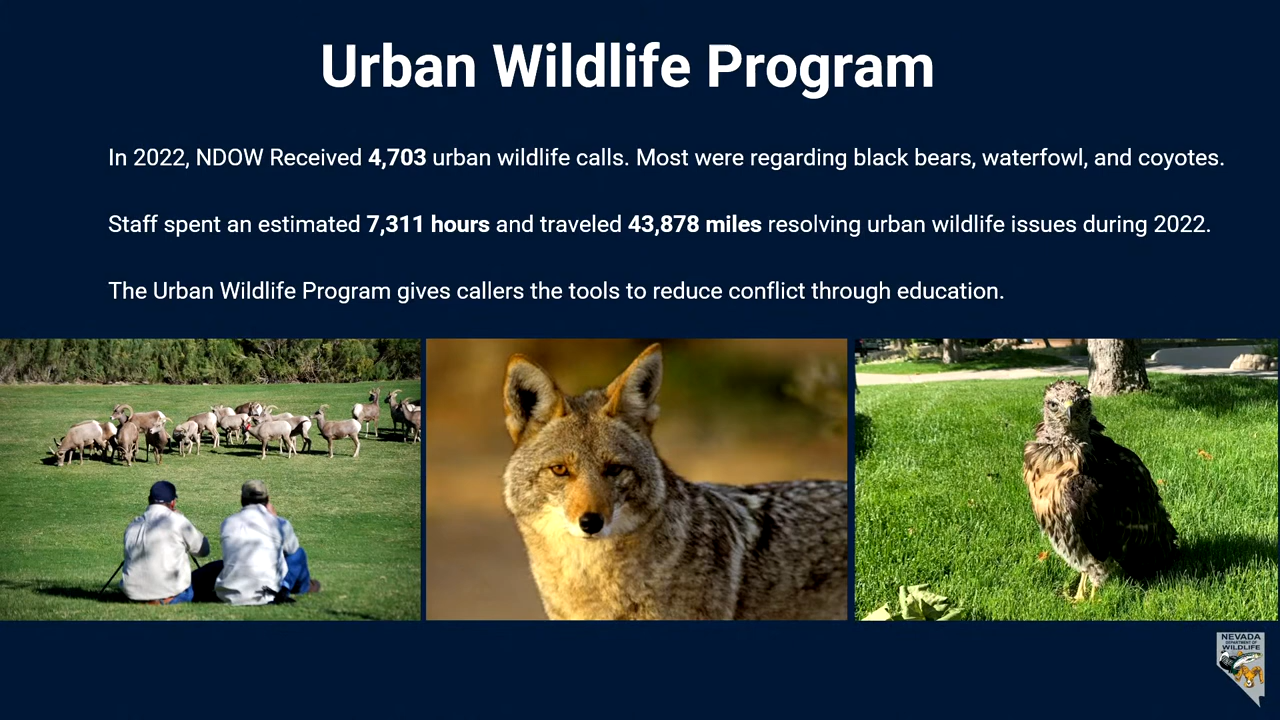 Urban Wildlife Program
In 2022, NDOW Received 4,703 urban wildlife calls. Most were regarding black bears, waterfowl, and coyotes.
Staff spent an estimated 7,311 hours and traveled 43,878 miles resolving urban wildlife issues during 2022.
The Urban Wildlife Program gives callers the tools to reduce conflict through education.
NEVADA
DEPARTMENT OF
WILDLIFE